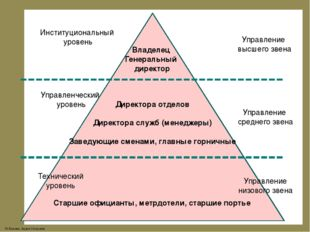 Институциональный
уровень
Управление
высшего звена
Владелец
Генеральный
директор
Управленческий
уровень
Управление
среднего звена
Директора отделов
Директора служб (менеджеры)
Заведующие сменами, главные горничные
Технический
уровень
Управление
низового звена
Старшие официанты, метрдотели, старшие портье